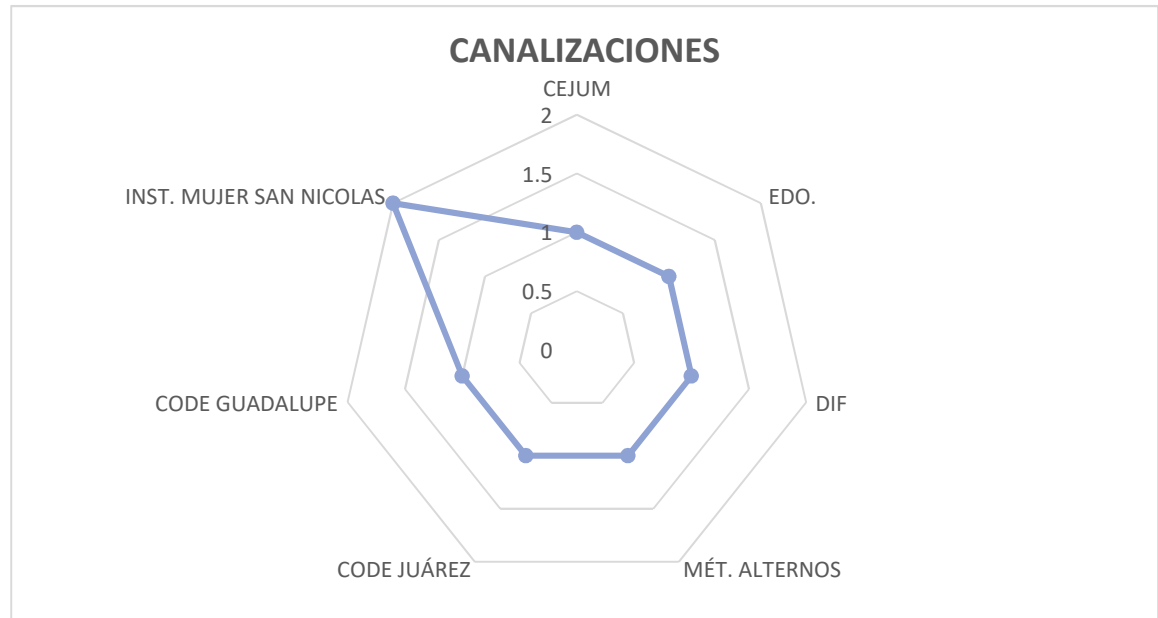 CANALIZACIONES
CEJUM
2
1.5
1
0.5
0
EDO.
DIF
MÉT. ALTERNOS
CODE JUÁREZ
CODE GUADALUPE
INST. MUJER SAN NICOLAS